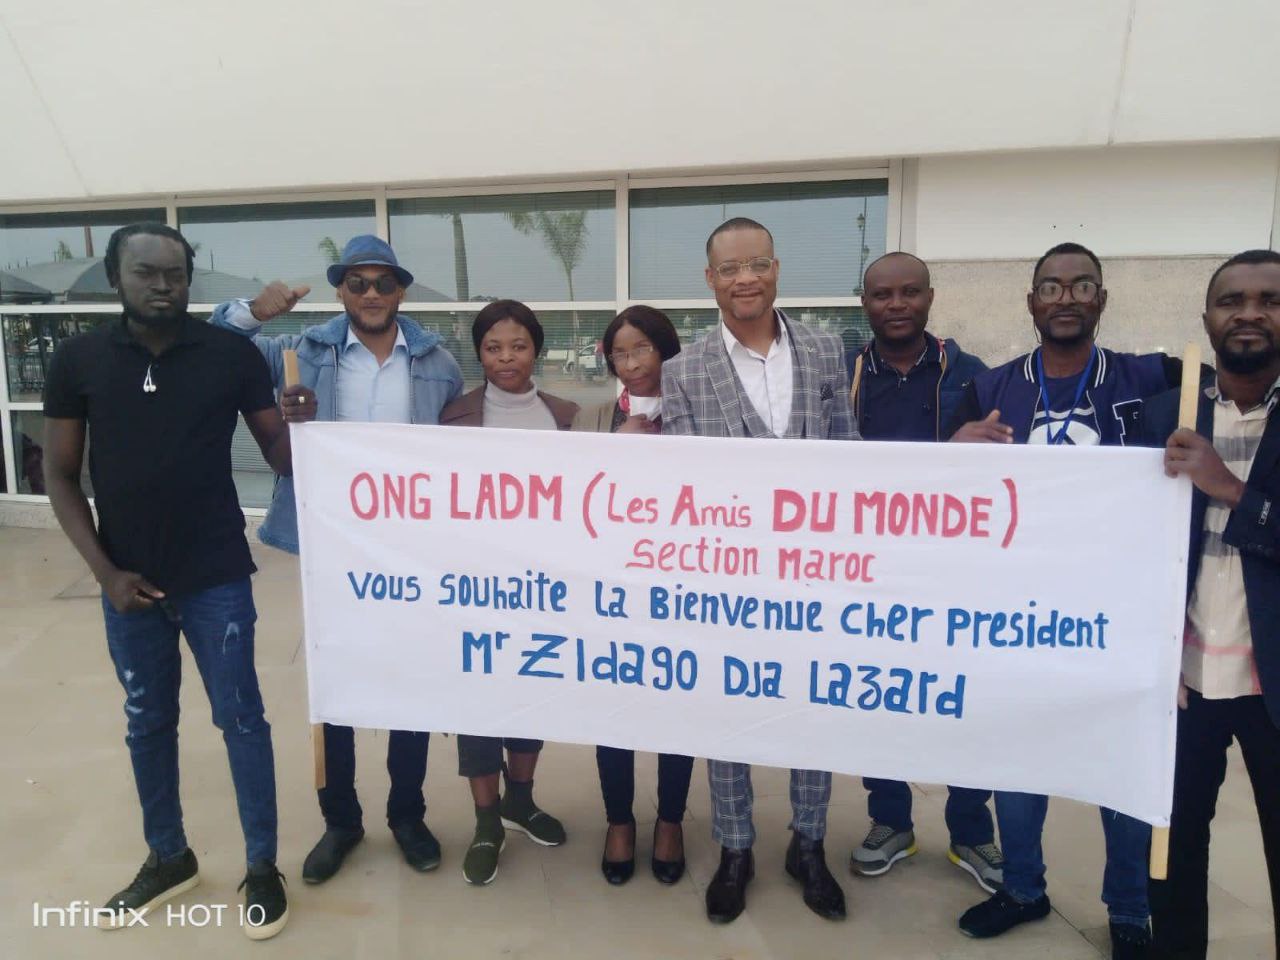 ONG LADM (Les Amis DU MONDE)
Section Maroc
Vous Souhaite La Bienvenue Cher President
Mr ZIdago Dja Lazard
Infinix HOT 10